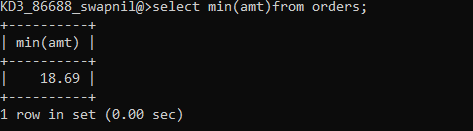 KD3_86688_swapnil@>select min(amt)from orders;
+----------+
| min(amt) |
+----------+
|    18.69 |
+----------+
1 row in set (0.00 sec)